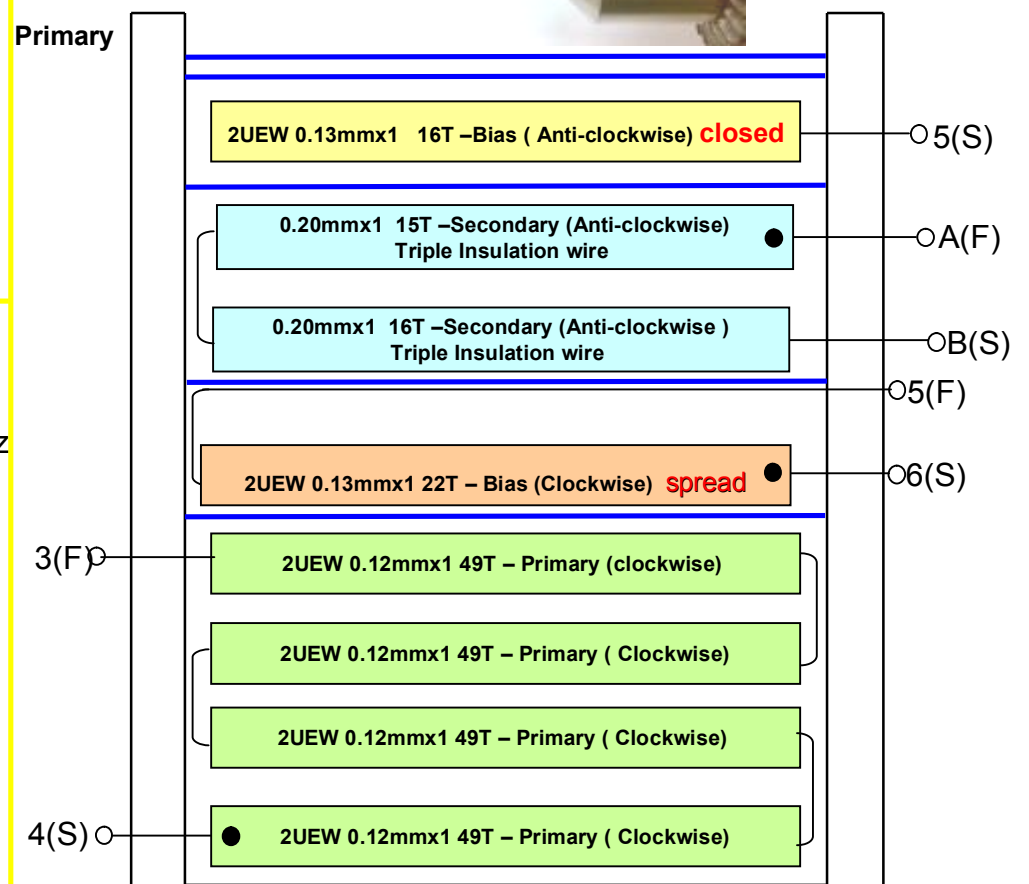 Primary
2UEW 0.13mmx1 16T –Bias ( Anti-clockwise) closed
5(S)
0.20mmx1 15T –Secondary (Anti-clockwise)
Triple Insulation wire
A(F)
0.20mmx1 16T –Secondary (Anti-clockwise )
Triple Insulation wire
B(S)
5(F)
z
2UEW 0.13mmx1 22T – Bias (Clockwise) spread
6(S)
3(F)
2UEW 0.12mmx1 49T – Primary (clockwise)
2UEW 0.12mmx1 49T – Primary ( Clockwise)
2UEW 0.12mmx1 49T – Primary ( Clockwise)
4(S)
2UEW 0.12mmx1 49T – Primary ( Clockwise)